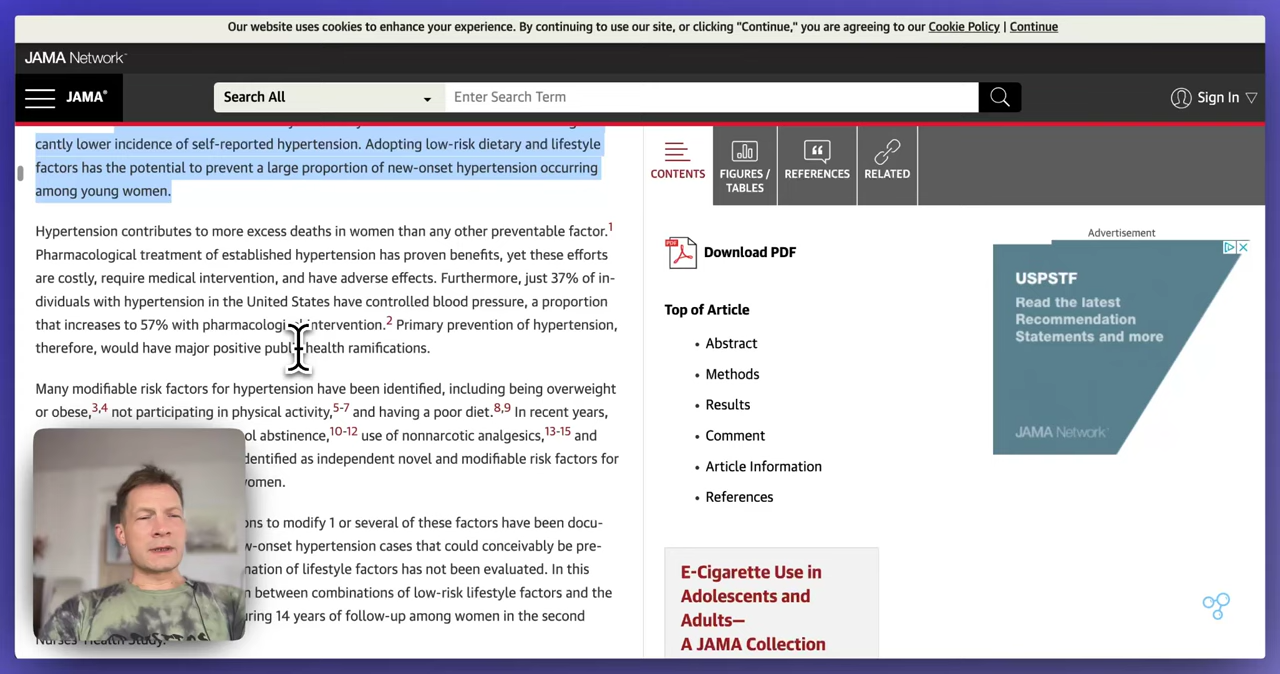 Our website uses cookies to enhance your experience. By continuing to use our site, or clicking "Continue," you are agreeing to our Cookie Policy | Continue
JAMA Network™
JAMA®
Search All
Enter Search Term
Sign In
cantly lower incidence of self-reported hypertension. Adopting low-risk dietary and lifestyle
factors has the potential to prevent a large proportion of new-onset hypertension occurring
among young women.
Hypertension contributes to more excess deaths in women than any other preventable factor.1
Pharmacological treatment of established hypertension has proven benefits, yet these efforts
are costly, require medical intervention, and have adverse effects. Furthermore, just 37% of in-
dividuals with hypertension in the United States have controlled blood pressure, a proportion
that increases to 57% with pharmacological intervention.2 Primary prevention of hypertension,
therefore, would have major positive public health ramifications.
Many modifiable risk factors for hypertension have been identified, including being overweight
or obese,3,4 not participating in physical activity,5-7 and having a poor diet.8,9 In recent years,
ol abstinence,10-12 use of nonnarcotic analgesics,13-15 and
dentified as independent novel and modifiable risk factors for
women.
ons to modify 1 or several of these factors have been docu-
w-onset hypertension cases that could conceivably be pre-
nation of lifestyle factors has not been evaluated. In this
n between combinations of low-risk lifestyle factors and the
uring 14 years of follow-up among women in the second
Nurses' Health Study.
CONTENTS
FIGURES /
TABLES
REFERENCES
RELATED
PDF
Download PDF
Top of Article
• Abstract
• Methods
• Results
• Comment
• Article Information
• References
E-Cigarette Use in
Adolescents and
Adults—
A JAMA Collection
Advertisement
USPSTF
Read the latest
Recommendation
Statements and more
JAMA Network™